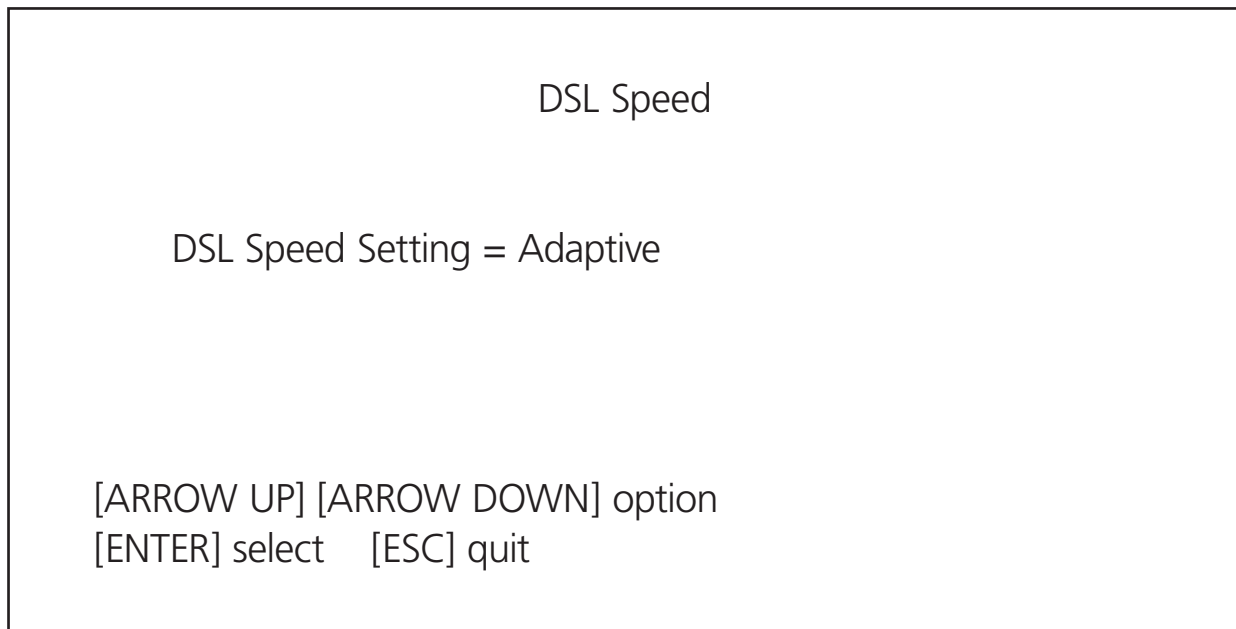 DSL Speed
DSL Speed Setting = Adaptive
[ARROW UP] [ARROW DOWN] option
[ENTER] select [ESC] quit